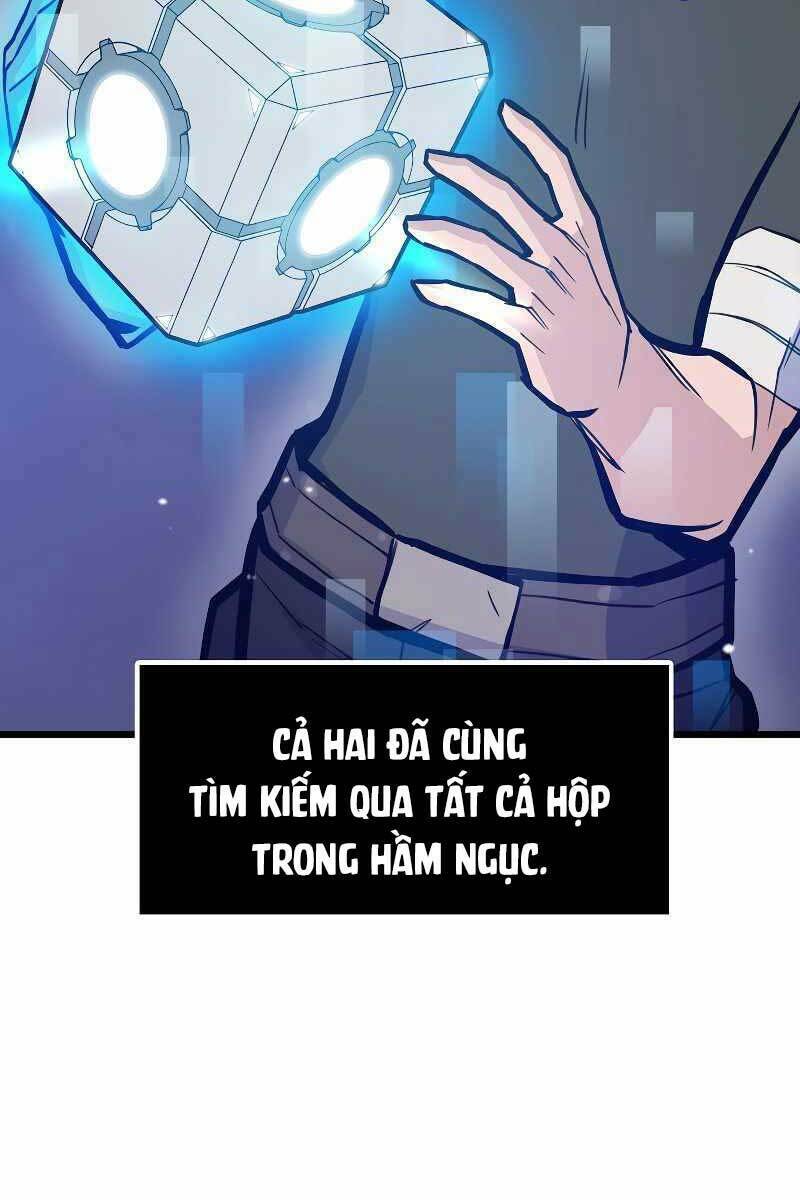 CẢ HAI ĐÃ CÙNG
TÌM KIẾM QUA TẤT CẢ HỘP
TRONG HẦM NGỤC.